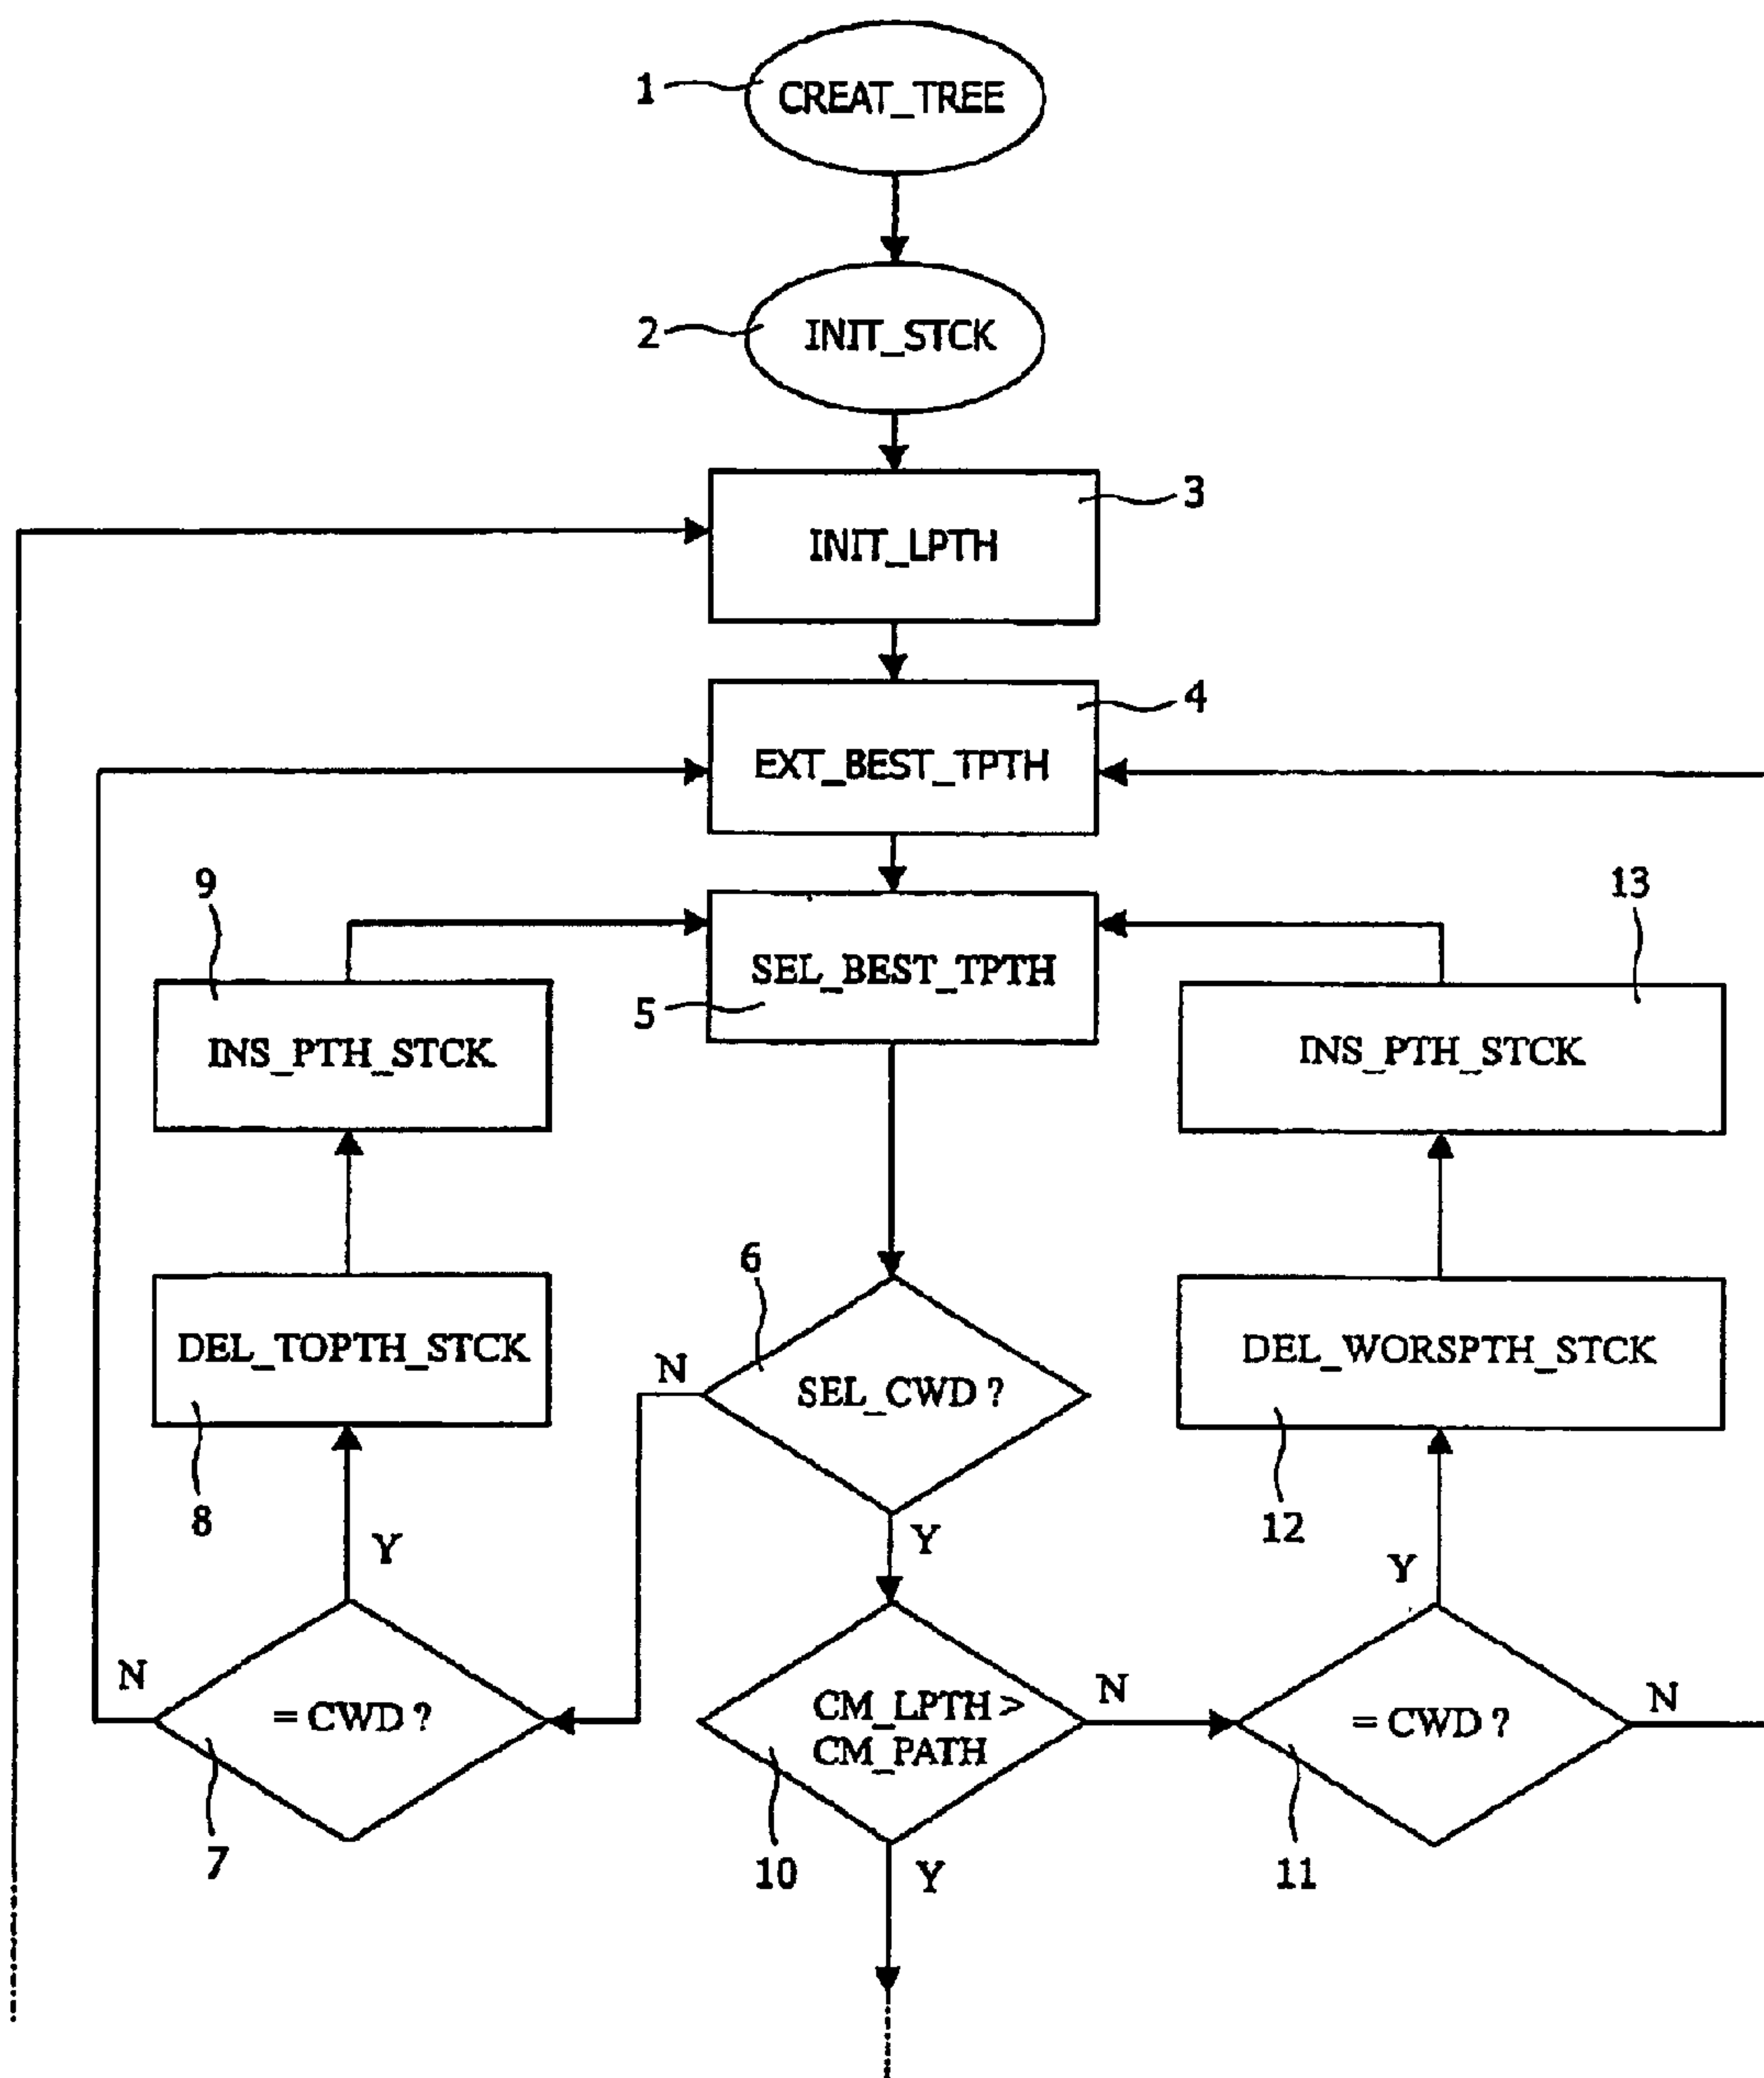 1
CREAT_TREE
2
INIT_STCK
3
INIT_LPTH
4
EXT_BEST_TPTH
9
13
SEL_BEST_TPTH
5
INS_PTH_STCK
INS_PTH_STCK
6
DEL_TOPTH_STCK
N
SEL_CWD ?
DEL_WORSPTH_STCK
8
Y
Y
12
Y
N
= CWD ?
CM_LPTH >
CM_PATH
N
= CWD ?
N
7
10
Y
11